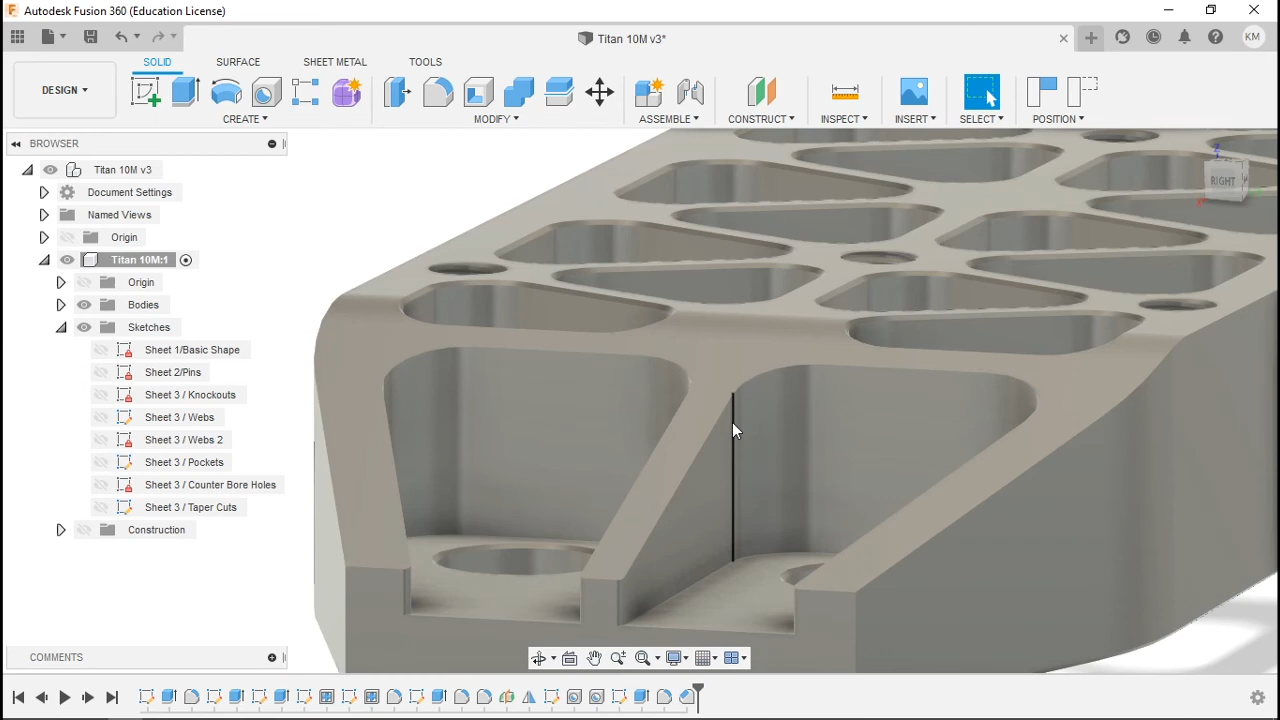 Autodesk Fusion 360 (Education License)
Titan 10M v3*
KM
SOLID SURFACE SHEET METAL TOOLS
DESIGN
CREATE MODIFY ASSEMBLE CONSTRUCT INSPECT INSERT SELECT POSITION
BROWSER
Titan 10M v3
Document Settings
Named Views
Origin
Titan 10M:1
Origin
Bodies
Sketches
Sheet 1/Basic Shape
Sheet 2/Pins
Sheet 3 / Knockouts
Sheet 3 / Webs
Sheet 3 / Webs 2
Sheet 3 / Pockets
Sheet 3 / Counter Bore Holes
Sheet 3 / Taper Cuts
Construction
Z
RIGHT
COMMENTS